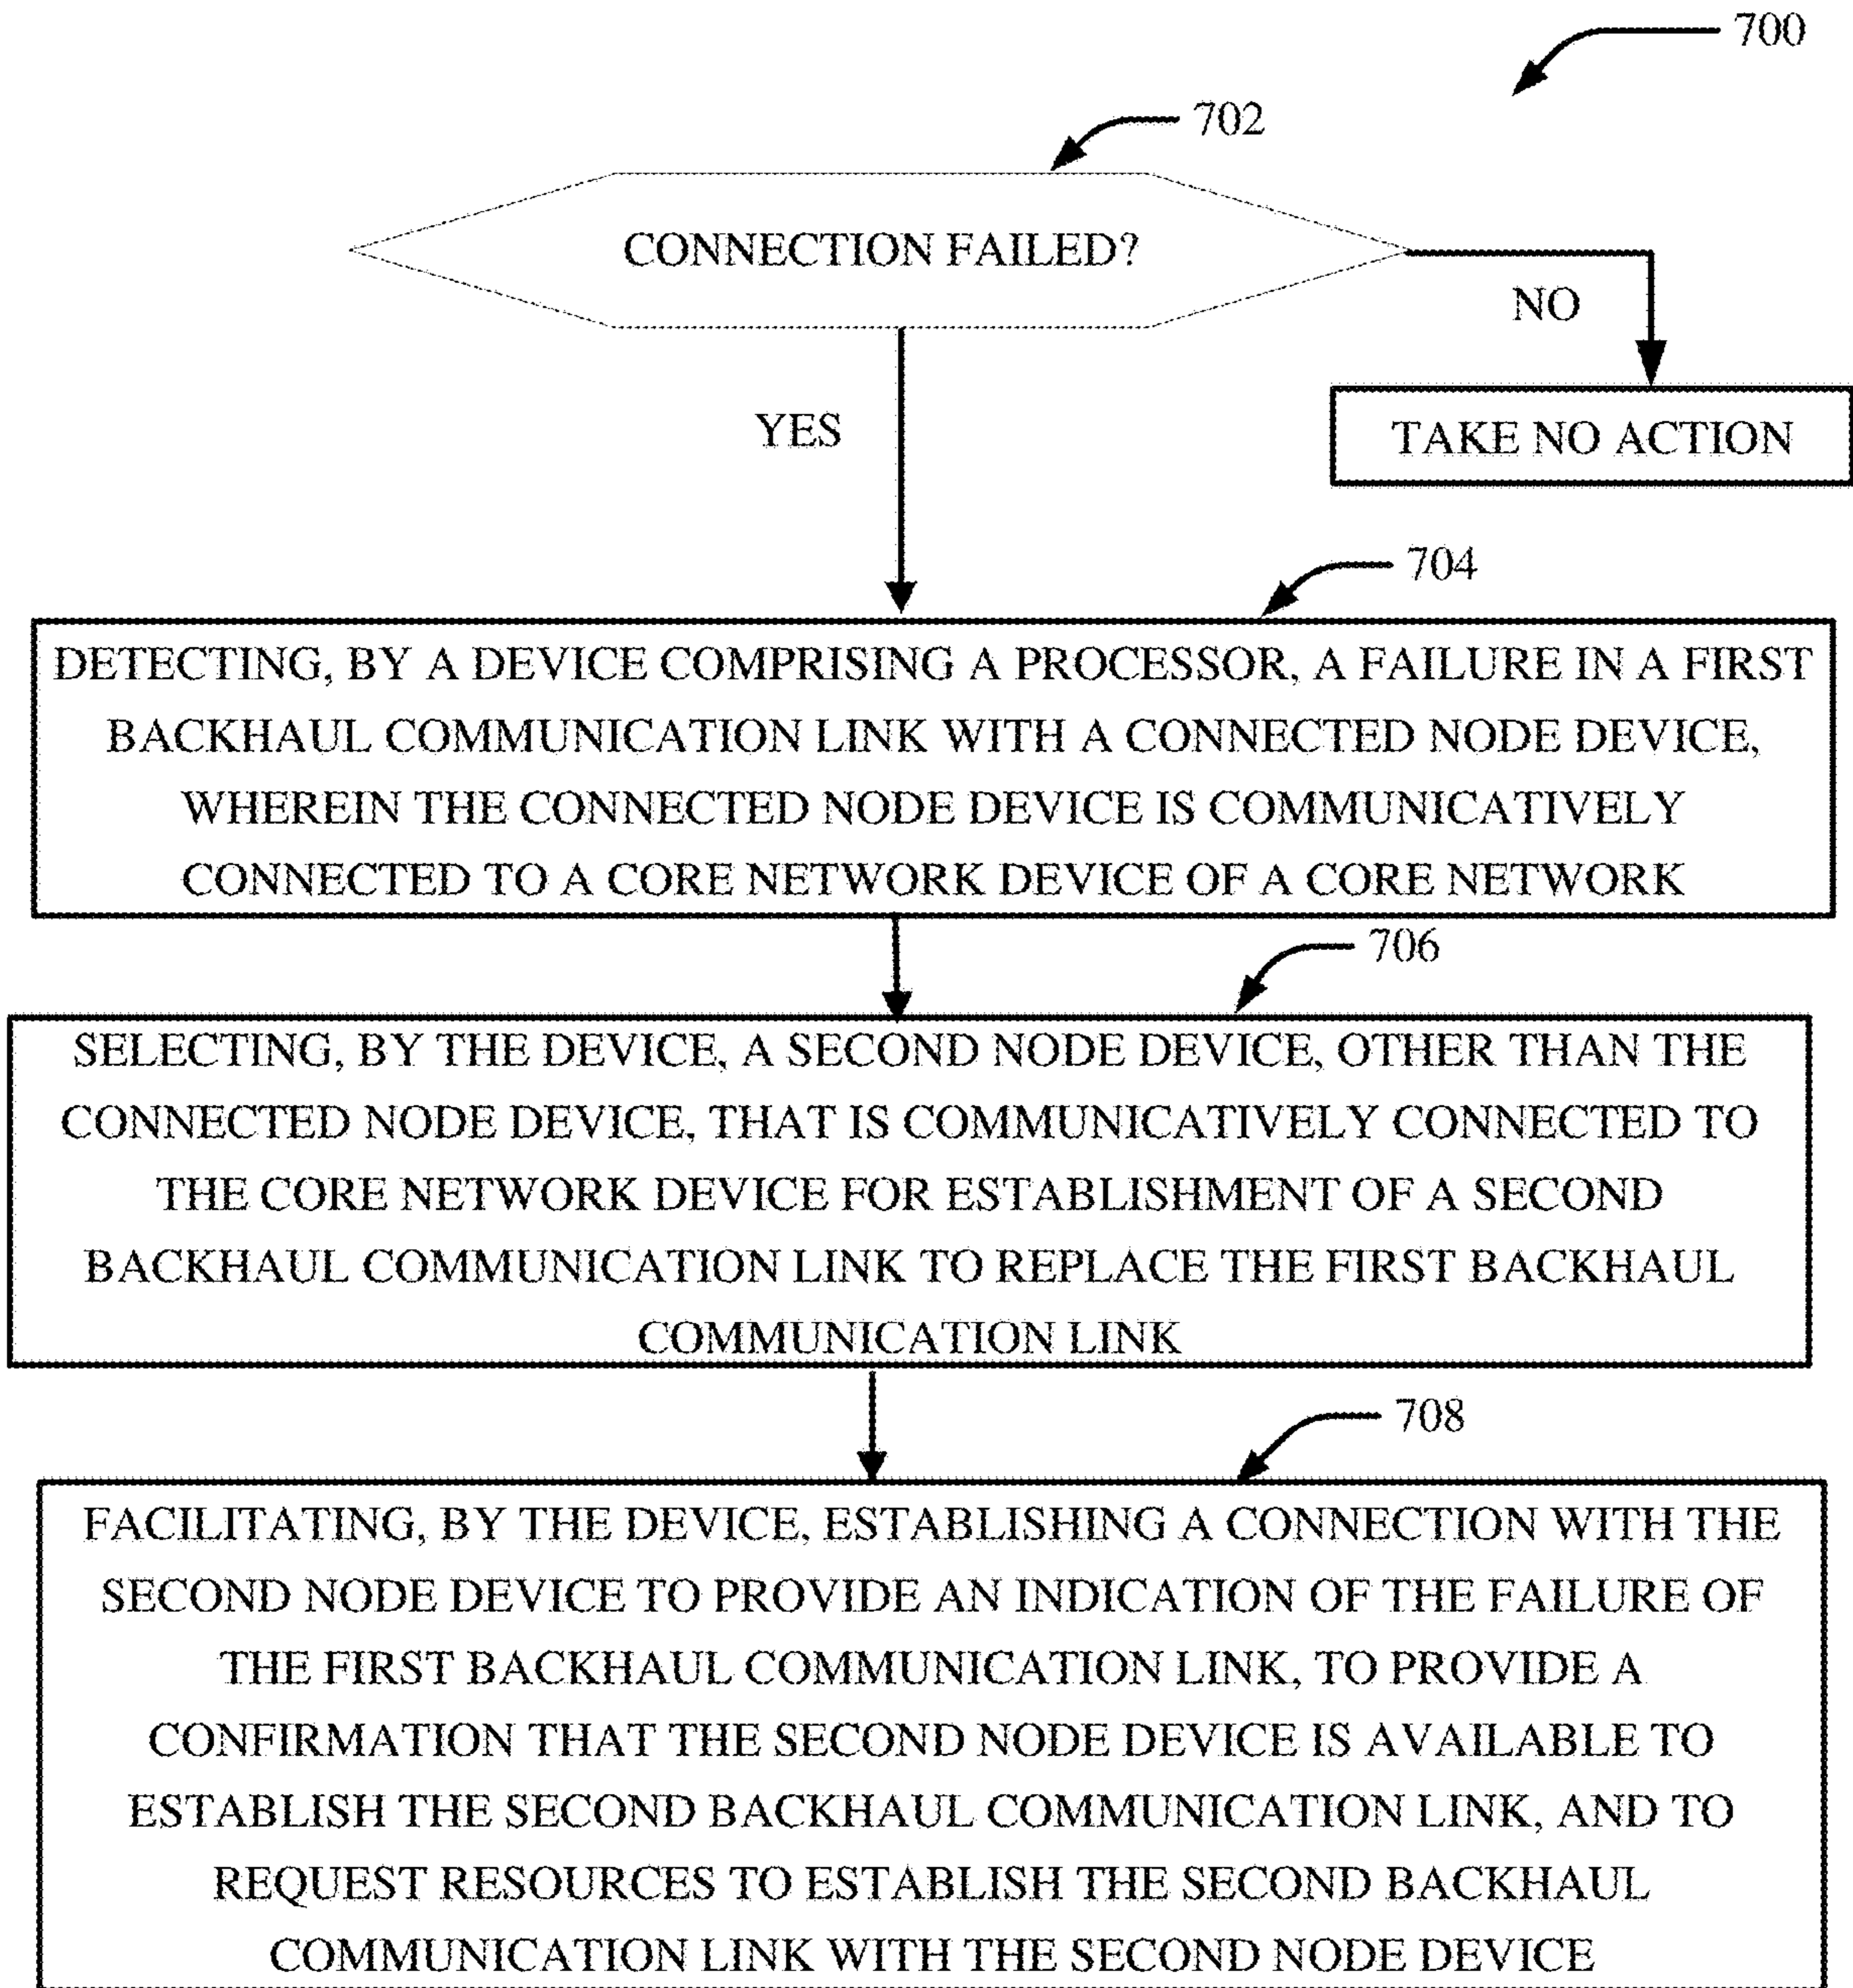 700
702
CONNECTION FAILED?
NO
YES
TAKE NO ACTION
704
DETECTING, BY A DEVICE COMPRISING A PROCESSOR, A FAILURE IN A FIRST
BACKHAUL COMMUNICATION LINK WITH A CONNECTED NODE DEVICE,
WHEREIN THE CONNECTED NODE DEVICE IS COMMUNICATIVELY
CONNECTED TO A CORE NETWORK DEVICE OF A CORE NETWORK
706
SELECTING, BY THE DEVICE, A SECOND NODE DEVICE, OTHER THAN THE
CONNECTED NODE DEVICE, THAT IS COMMUNICATIVELY CONNECTED TO
THE CORE NETWORK DEVICE FOR ESTABLISHMENT OF A SECOND
BACKHAUL COMMUNICATION LINK TO REPLACE THE FIRST BACKHAUL
COMMUNICATION LINK
708
FACILITATING, BY THE DEVICE, ESTABLISHING A CONNECTION WITH THE
SECOND NODE DEVICE TO PROVIDE AN INDICATION OF THE FAILURE OF
THE FIRST BACKHAUL COMMUNICATION LINK, TO PROVIDE A
CONFIRMATION THAT THE SECOND NODE DEVICE IS AVAILABLE TO
ESTABLISH THE SECOND BACKHAUL COMMUNICATION LINK, AND TO
REQUEST RESOURCES TO ESTABLISH THE SECOND BACKHAUL
COMMUNICATION LINK WITH THE SECOND NODE DEVICE